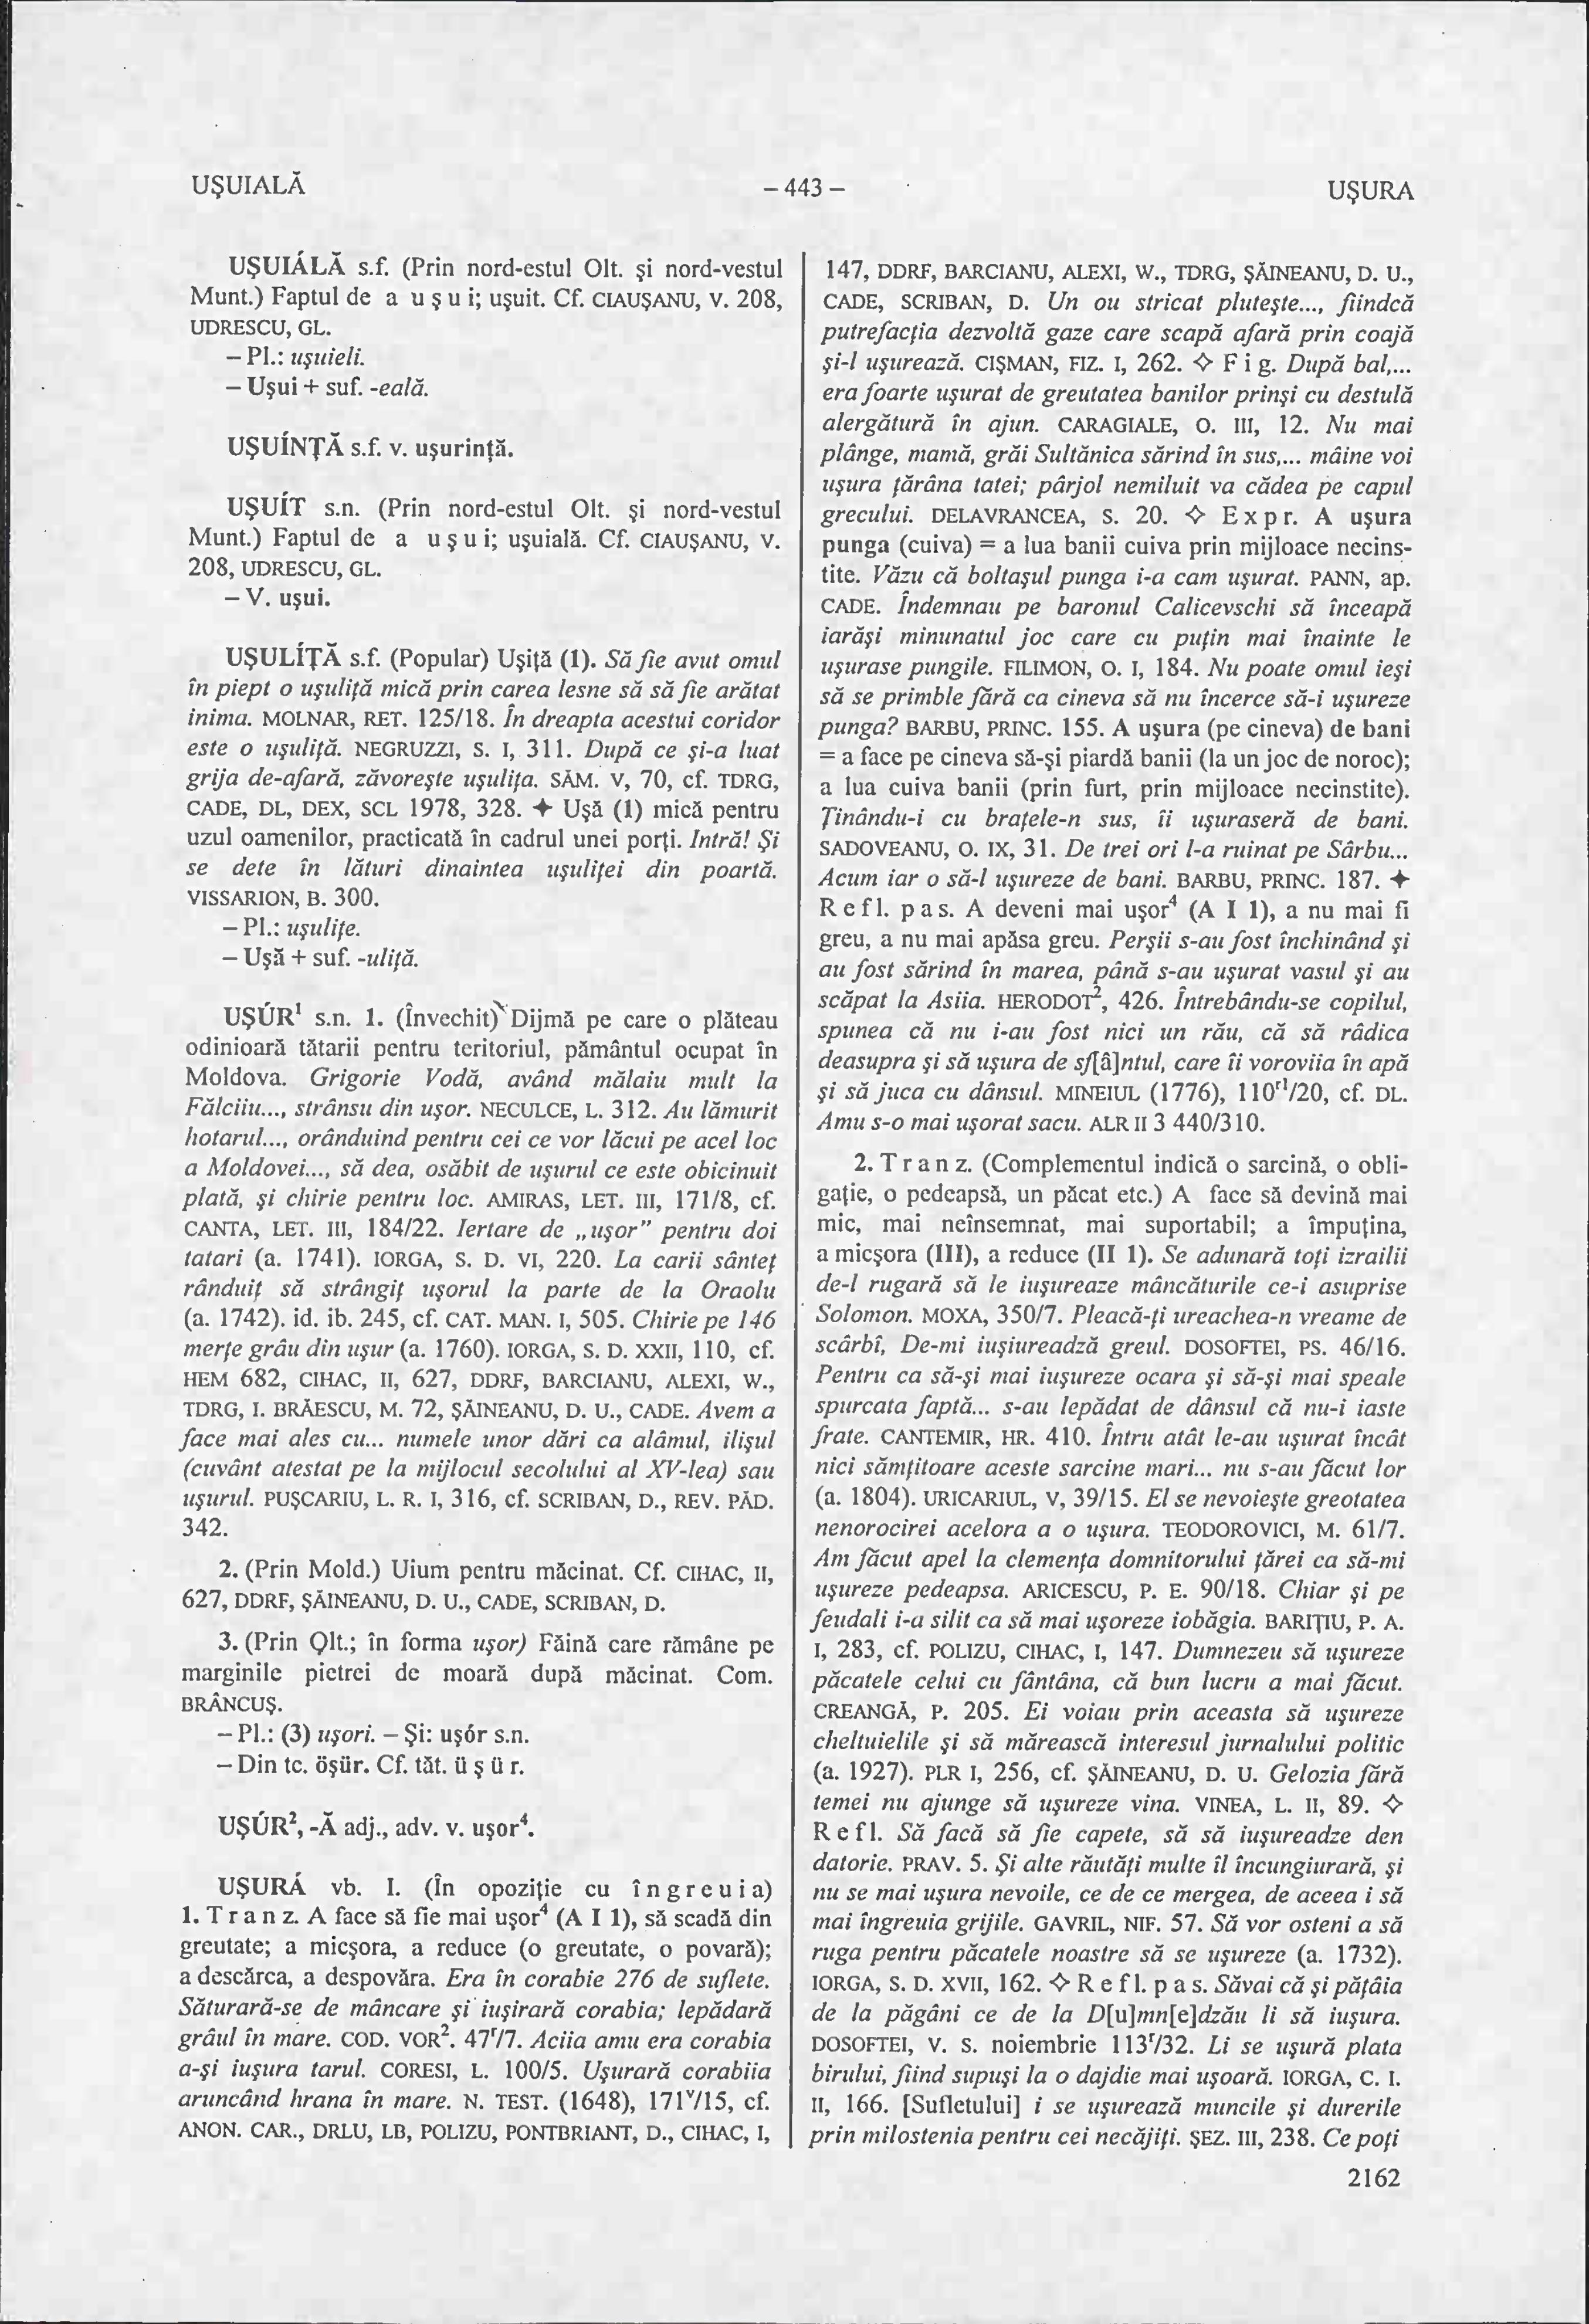 UŞUIALĂ
– 443 –
UŞURA
UŞUIÁLĂ s.f. (Prin nord-estul Olt. şi nord-vestul
Munt.) Faptul de a u ş u i; uşuit. Cf. CIAUŞANU, V. 208,
UDRESCU, GL.
– Pl.: uşuieli.
– Uşui + suf. -eală.
UŞUÍNŢĂ s.f. v. uşurinţă.
UŞUÍT s.n. (Prin nord-estul Olt. şi nord-vestul
Munt.) Faptul de a u ş u i; uşuială. Cf. CIAUŞANU, V.
208, UDRESCU, GL.
– V. uşui.
UŞULÍŢĂ s.f. (Popular) Uşiţă (1). Să fie avut omul
în piept o uşuliţă mică prin carea lesne să să fie arătat
inima. MOLNAR, RET. 125/18. În dreapta acestui coridor
este o uşuliţă. NEGRUZZI, S. I, 311. După ce şi-a luat
grija de-afară, zăvoreşte uşuliţa. SĂM. V, 70, cf. TDRG,
CADE, DL, DEX, SCL 1978, 328. ✦ Uşă (1) mică pentru
uzul oamenilor, practicată în cadrul unei porţi. Intră! Şi
se dete în lături dinaintea uşuliţei din poartă.
VISSARION, B. 300.
– Pl.: uşuliţe.
– Uşă + suf. -uliţă.
UŞÚR¹ s.n. 1. (Învechit) Dijmă pe care o plăteau
odinioară tătarii pentru teritoriul, pământul ocupat în
Moldova. Grigorie Vodă, având mălaiu mult la
Fălciiu..., strânsu din uşor. NECULCE, L. 312. Au lămurit
hotarul..., orânduind pentru cei ce vor lăcui pe acel loc
a Moldovei..., să dea, osăbit de uşurul ce este obicinuit
plată, şi chirie pentru loc. AMIRAS, LET. III, 171/8, cf.
CANTA, LET. III, 184/22. Iertare de „uşor” pentru doi
tatari (a. 1741). IORGA, S. D. VI, 220. La carii sânteţ
rânduiţ să strângiţ uşorul la parte de la Oraolu
(a. 1742). id. ib. 245, cf. CAT. MAN. I, 505. Chirie pe 146
merţe grâu din uşur (a. 1760). IORGA, S. D. XXII, 110, cf.
HEM 682, CIHAC, II, 627, DDRF, BARCIANU, ALEXI, W.,
TDRG, I. BRĂESCU, M. 72, ŞĂINEANU, D. U., CADE. Avem a
face mai ales cu... numele unor dări ca alâmul, ilişul
(cuvânt atestat pe la mijlocul secolului al XV-lea) sau
uşurul. PUŞCARIU, L. R. I, 316, cf. SCRIBAN, D., REV. PĂD.
342.
2. (Prin Mold.) Uium pentru măcinat. Cf. CIHAC, II,
627, DDRF, ŞĂINEANU, D. U., CADE, SCRIBAN, D.
3. (Prin Olt.; în forma uşor) Făină care rămâne pe
marginile pietrei de moară după măcinat. Com.
BRÂNCUŞ.
– Pl.: (3) uşori. – Şi: uşór s.n.
– Din tc. öşür. Cf. tăt. ü ş ü r.
UŞÚR², -Ă adj., adv. v. uşor⁴.
UŞURÁ vb. I. (În opoziţie cu î n g r e u i a)
1. T r a n z. A face să fie mai uşor⁴ (A I 1), să scadă din
greutate; a micşora, a reduce (o greutate, o povară);
a descărca, a despovăra. Era în corabie 276 de suflete.
Săturară-se de mâncare şi iuşirară corabia; lepădară
grâul în mare. COD. VOR². 47ʳ/7. Aciia amu era corabia
a-şi iuşura tarul. CORESI, L. 100/5. Uşurară corabiia
aruncând hrana în mare. N. TEST. (1648), 171ᵛ/15, cf.
ANON. CAR., DRLU, LB, POLIZU, PONTBRIANT, D., CIHAC, I,
147, DDRF, BARCIANU, ALEXI, W., TDRG, ŞĂINEANU, D. U.,
CADE, SCRIBAN, D. Un ou stricat pluteşte..., fiindcă
putrefacţia dezvoltă gaze care scapă afară prin coajă
şi-l uşurează. CIŞMAN, FIZ. I, 262. ◇ F i g. După bal,...
era foarte uşurat de greutatea banilor prinşi cu destulă
alergătură în ajun. CARAGIALE, O. III, 12. Nu mai
plânge, mamă, grăi Sultănica sărind în sus,... mâine voi
uşura ţărâna tatei; pârjol nemiluit va cădea pe capul
grecului. DELAVRANCEA, S. 20. ◇ E x p r. A uşura
punga (cuiva) = a lua banii cuiva prin mijloace necins-
tite. Văzu că boltaşul punga i-a cam uşurat. PANN, ap.
CADE. Îndemnau pe baronul Calicevschi să înceapă
iarăşi minunatul joc care cu puţin mai înainte le
uşurase pungile. FILIMON, O. I, 184. Nu poate omul ieşi
să se primble fără ca cineva să nu încerce să-i uşureze
punga? BARBU, PRINC. 155. A uşura (pe cineva) de bani
= a face pe cineva să-şi piardă banii (la un joc de noroc);
a lua cuiva banii (prin furt, prin mijloace necinstite).
Ţinându-i cu braţele-n sus, îi uşuraseră de bani.
SADOVEANU, O. IX, 31. De trei ori l-a ruinat pe Sârbu...
Acum iar o să-l uşureze de bani. BARBU, PRINC. 187. ✦
R e f l. p a s. A deveni mai uşor⁴ (A I 1), a nu mai fi
greu, a nu mai apăsa greu. Perşii s-au fost închinând şi
au fost sărind în marea, până s-au uşurat vasul şi au
scăpat la Asiia. HERODOT², 426. Întrebându-se copilul,
spunea că nu i-au fost nici un rău, că să râdica
deasupra şi să uşura de sf[â]ntul, care îi voroviia în apă
şi să juca cu dânsul. MINEIUL (1776), 110ʳ¹/20, cf. DL.
Amu s-o mai uşorat sacu. ALR II 3 440/310.
2. T r a n z. (Complementul indică o sarcină, o obli-
gaţie, o pedeapsă, un păcat etc.) A face să devină mai
mic, mai neînsemnat, mai suportabil; a împuţina,
a micşora (III), a reduce (II 1). Se adunară toţi izrailii
de-l rugară să le iuşureaze mâncăturile ce-i asuprise
Solomon. MOXA, 350/7. Pleacă-ţi ureachea-n vreame de
scârbî, De-mi iuşiureadză greul. DOSOFTEI, PS. 46/16.
Pentru ca să-şi mai iuşureze ocara şi să-şi mai speale
spurcata faptă... s-au lepădat de dânsul că nu-i iaste
frate. CANTEMIR, HR. 410. Întru atât le-au uşurat încât
nici sămţitoare aceste sarcine mari... nu s-au făcut lor
(a. 1804). URICARIUL, V, 39/15. El se nevoieşte greotatea
nenorocirei acelora a o uşura. TEODOROVICI, M. 61/7.
Am făcut apel la clemenţa domnitorului ţărei ca să-mi
uşureze pedeapsa. ARICESCU, P. E. 90/18. Chiar şi pe
feudali i-a silit ca să mai uşoreze iobăgia. BARIŢIU, P. A.
I, 283, cf. POLIZU, CIHAC, I, 147. Dumnezeu să uşureze
păcatele celui cu fântâna, că bun lucru a mai făcut.
CREANGĂ, P. 205. Ei voiau prin aceasta să uşureze
cheltuielile şi să mărească interesul jurnalului politic
(a. 1927). PLR I, 256, cf. ŞĂINEANU, D. U. Gelozia fără
temei nu ajunge să uşureze vina. VINEA, L. II, 89. ◇
R e f l. Să facă să fie capete, să să iuşureadze den
datorie. PRAV. 5. Şi alte răutăţi multe îl încungiurară, şi
nu se mai uşura nevoile, ce de ce mergea, de aceea i să
mai îngreuia grijile. GAVRIL, NIF. 57. Să vor osteni a să
ruga pentru păcatele noastre să se uşureze (a. 1732).
IORGA, S. D. XVII, 162. ◇ R e f l. p a s. Săvai că şi păţâia
de la păgâni ce de la D[u]mn[e]dzău li să iuşura.
DOSOFTEI, V. S. noiembrie 113ʳ/32. Li se uşură plata
birului, fiind supuşi la o dajdie mai uşoară. IORGA, C. I.
II, 166. [Sufletului] i se uşurează muncile şi durerile
prin milostenia pentru cei necăjiţi. ŞEZ. III, 238. Ce poţi
2162